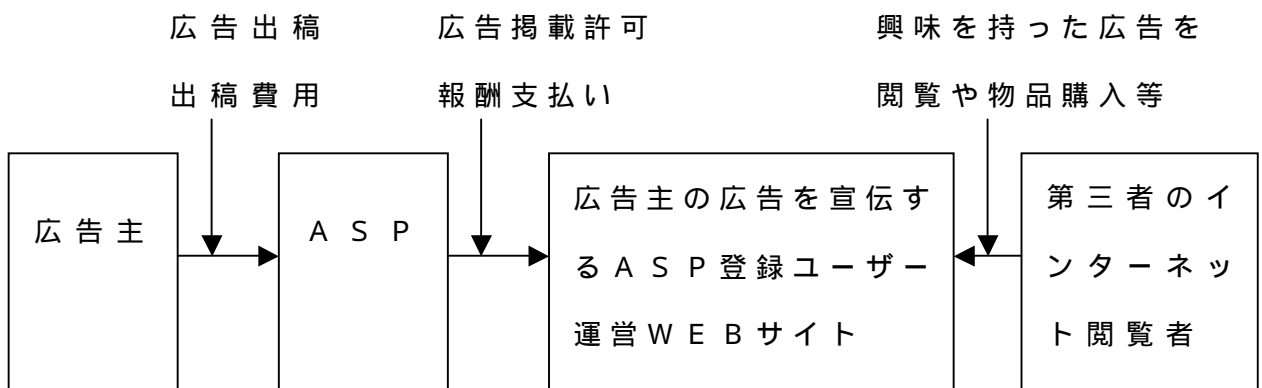 広告出稿
出稿費用
広告掲載許可
報酬支払い
興味を持った広告を
閲覧や物品購入等
広告主
ASP
広告主の広告を宣伝す
るASP登録ユーザー
運営WEBサイト
第三者のイ
ンターネッ
ト閲覧者